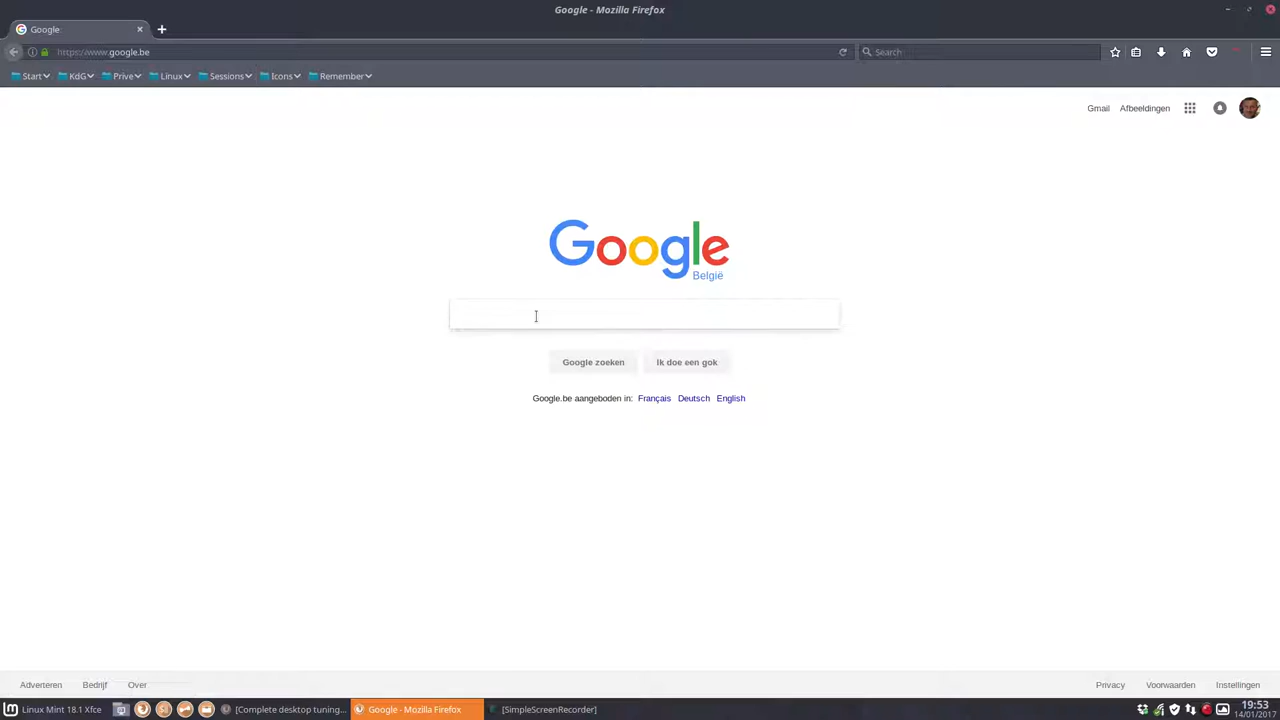 Google - Mozilla Firefox
Google
https://www.google.be
Search
Start
KdG
Prive
Linux
Sessions
Icons
Remember
Gmail
Afbeeldingen
Google
België
Google zoeken
Ik doe een gok
Google.be aangeboden in: Français Deutsch English
Adverteren
Bedrijf
Over
Privacy
Voorwaarden
Instellingen
Linux Mint 18.1 Xfce
[Complete desktop tuning...
Google - Mozilla Firefox
[SimpleScreenRecorder]
19:53
14/01/2017